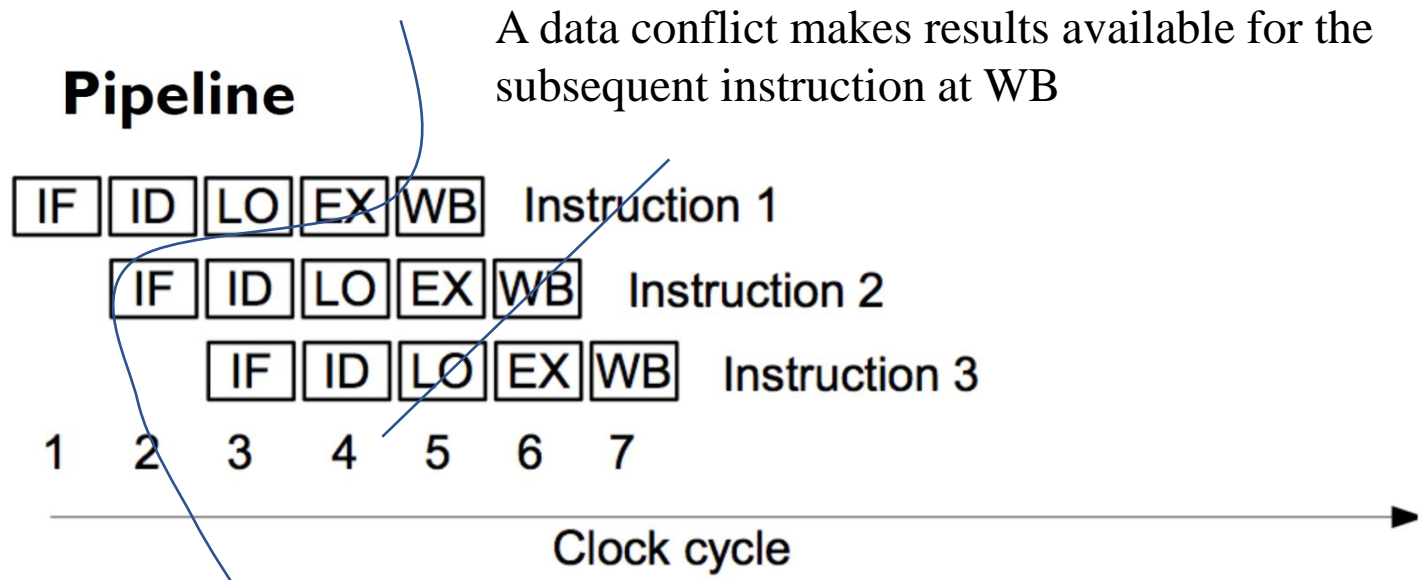 A data conflict makes results available for the
subsequent instruction at WB
Pipeline
IF ID LO EX WB Instruction 1
IF ID LO EX WB Instruction 2
IF ID LO EX WB Instruction 3
1 2 3 4 5 6 7
Clock cycle